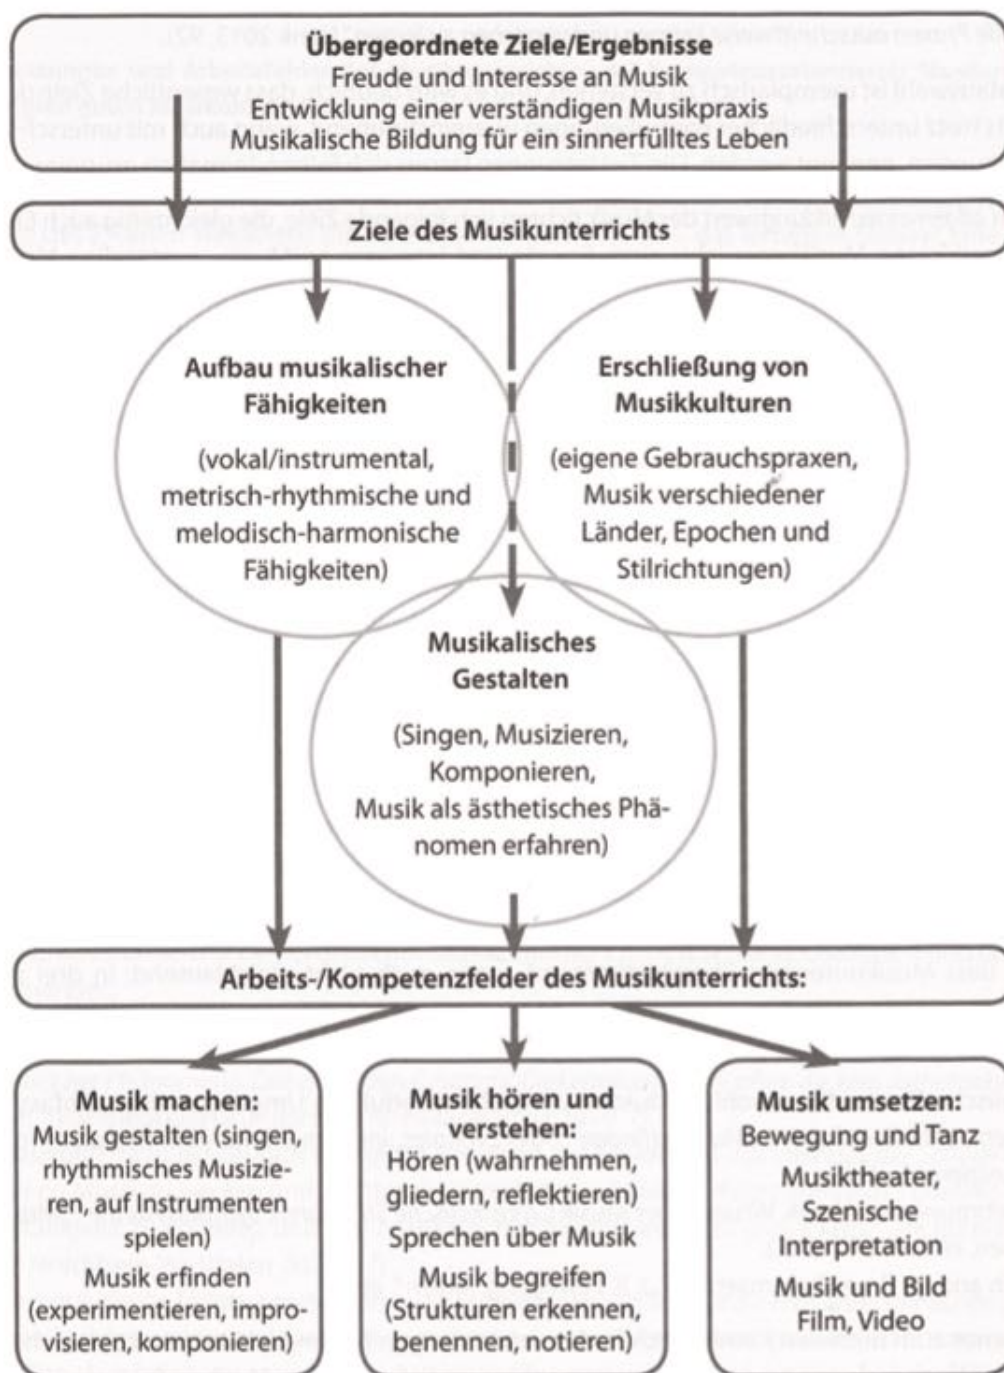 Übergeordnete Ziele/Ergebnisse
Freude und Interesse an Musik
Entwicklung einer verständigen Musikpraxis
Musikalische Bildung für ein sinnerfülltes Leben
Ziele des Musikunterrichts
Aufbau musikalischer
Fähigkeiten
(vokal/instrumental,
metrisch-rhythmische und
melodisch-harmonische
Fähigkeiten)
Erschließung von
Musikkulturen
(eigene Gebrauchspraxen,
Musik verschiedener
Länder, Epochen und
Stilrichtungen)
Musikalisches
Gestalten
(Singen, Musizieren,
Komponieren,
Musik als ästhetisches Phä-
nomen erfahren)
Arbeits-/Kompetenzfelder des Musikunterrichts:
Musik machen:
Musik gestalten (singen,
rhythmisches Musizie-
ren, auf Instrumenten
spielen)
Musik erfinden
(experimentieren, impro-
visieren, komponieren)
Musik hören und
verstehen:
Hören (wahrnehmen,
gliedern, reflektieren)
Sprechen über Musik
Musik begreifen
(Strukturen erkennen,
benennen, notieren)
Musik umsetzen:
Bewegung und Tanz
Musiktheater,
Szenische
Interpretation
Musik und Bild
Film, Video